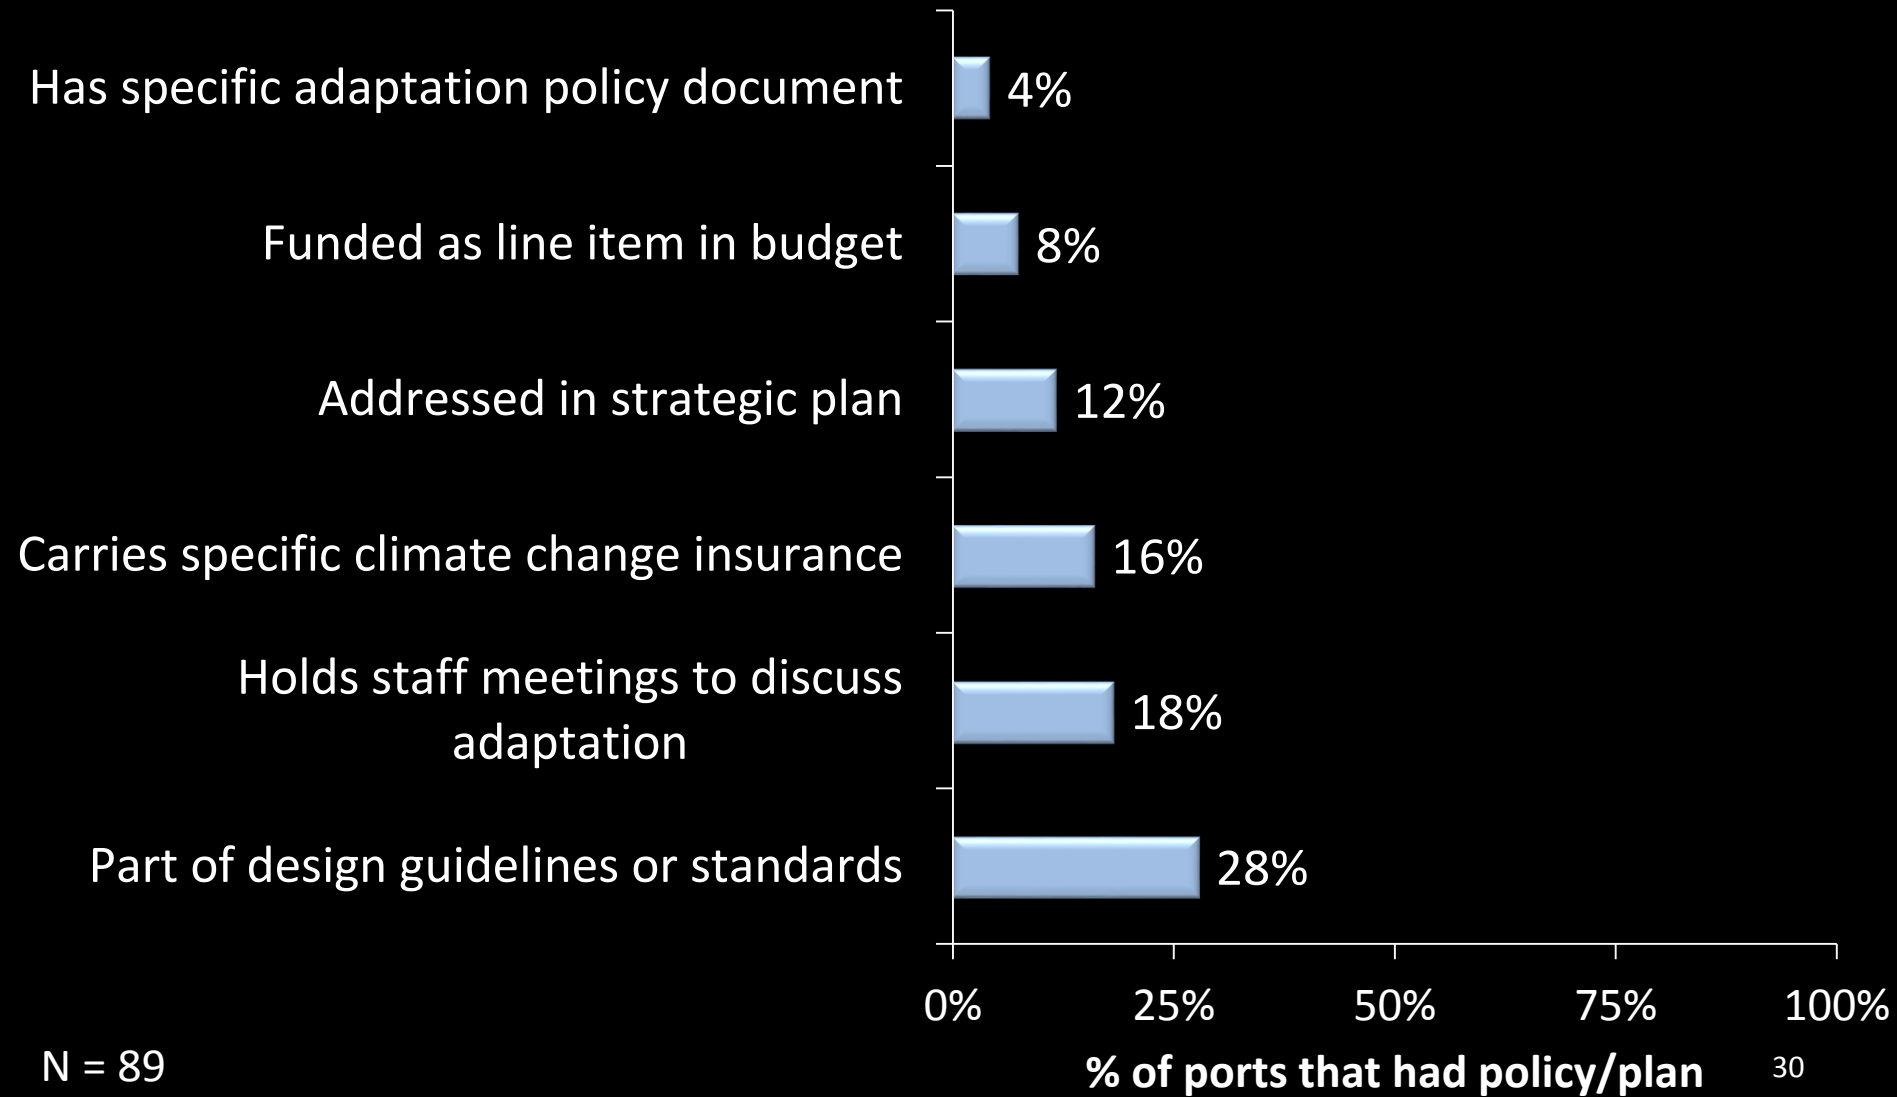 Has specific adaptation policy document
4%
Funded as line item in budget
8%
Addressed in strategic plan
12%
Carries specific climate change insurance
16%
Holds staff meetings to discuss
adaptation
18%
Part of design guidelines or standards
28%
0%
25%
50%
75%
100%
N = 89
% of ports that had policy/plan
30